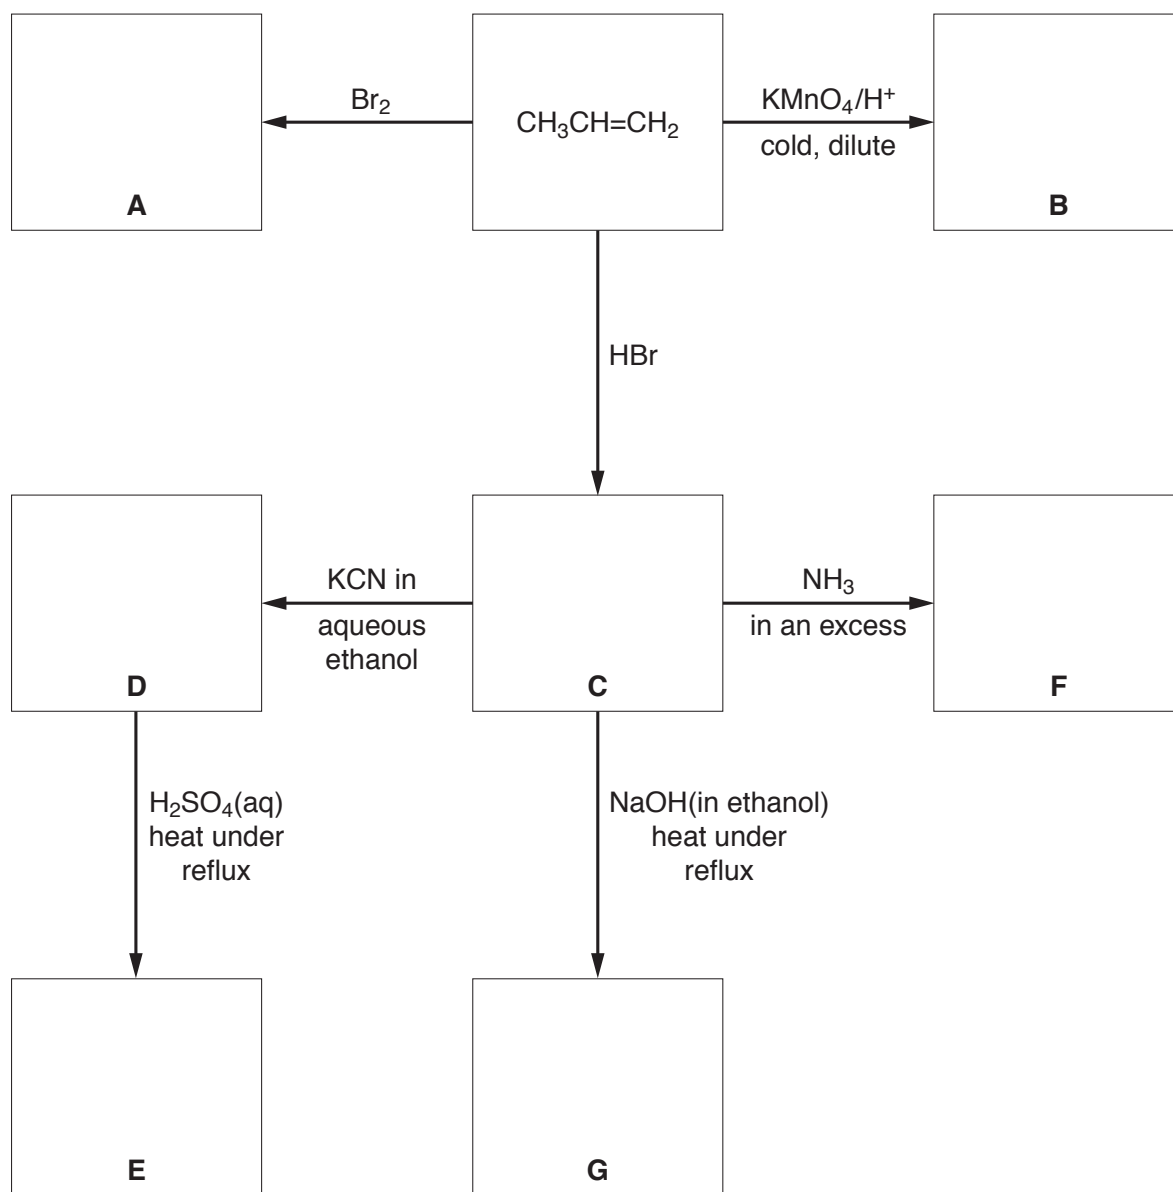 Br₂
CH₃CH=CH₂
KMnO₄/H⁺
cold, dilute
A
B
HBr
KCN in
aqueous
ethanol
NH₃
in an excess
D
C
F
H₂SO₄(aq)
heat under
reflux
NaOH(in ethanol)
heat under
reflux
E
G